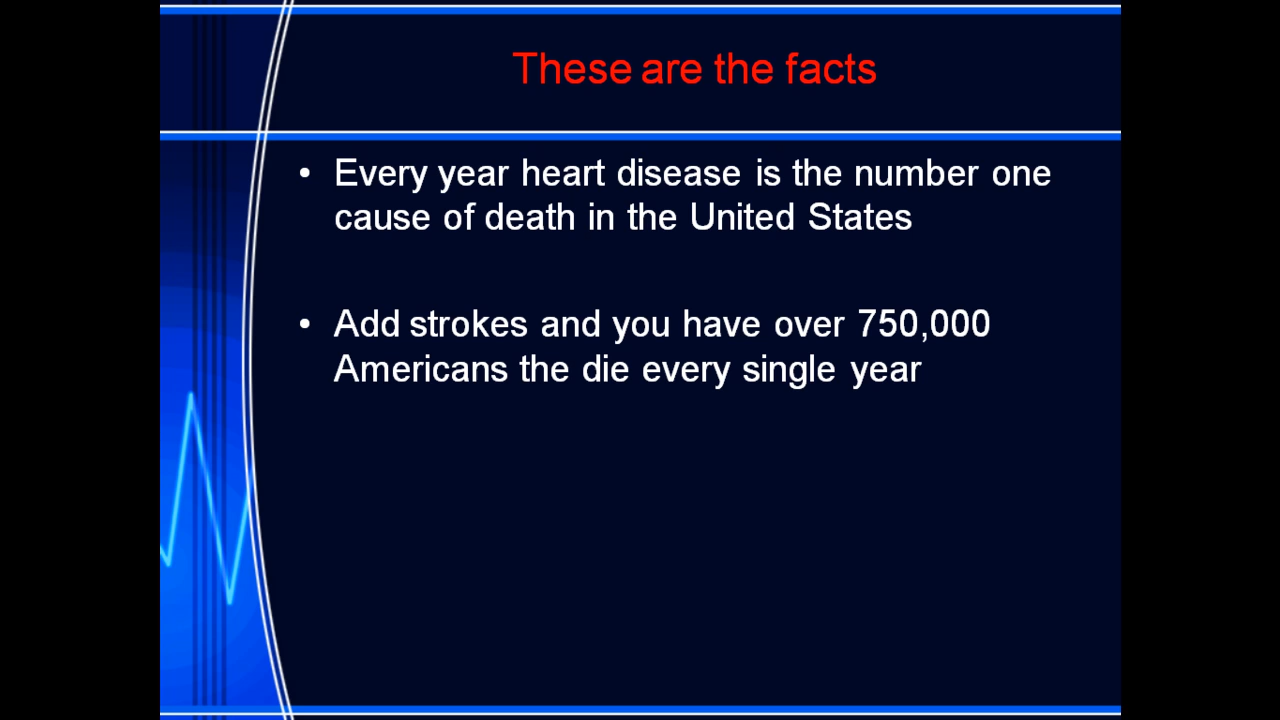 These are the facts
• Every year heart disease is the number one
cause of death in the United States
• Add strokes and you have over 750,000
Americans the die every single year